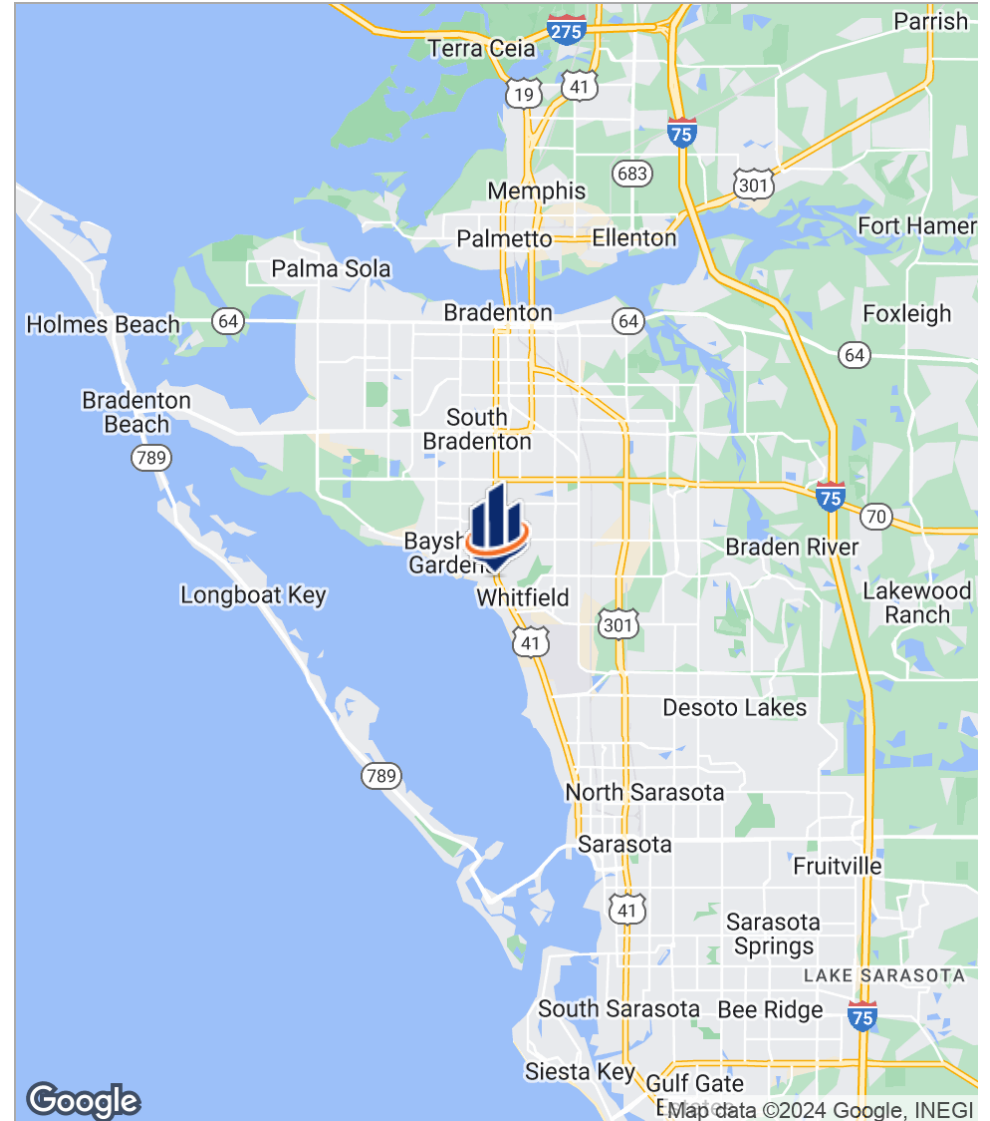 Parrish
275
Terra Ceia
19
41
75
683
301
Memphis
Fort Hamer
Palmetto
Ellenton
Palma Sola
Bradenton
Foxleigh
Holmes Beach
64
64
64
Bradenton
Beach
South
Bradenton
789
75
70
Baysh
Garden
Braden River
Longboat Key
Whitfield
Lakewood
Ranch
301
41
Desoto Lakes
789
North Sarasota
Sarasota
Fruitville
41
Sarasota
Springs
LAKE SARASOTA
South Sarasota
Bee Ridge
75
Siesta Key
Gulf Gate
Google
Map data ©2024 Google, INEGI